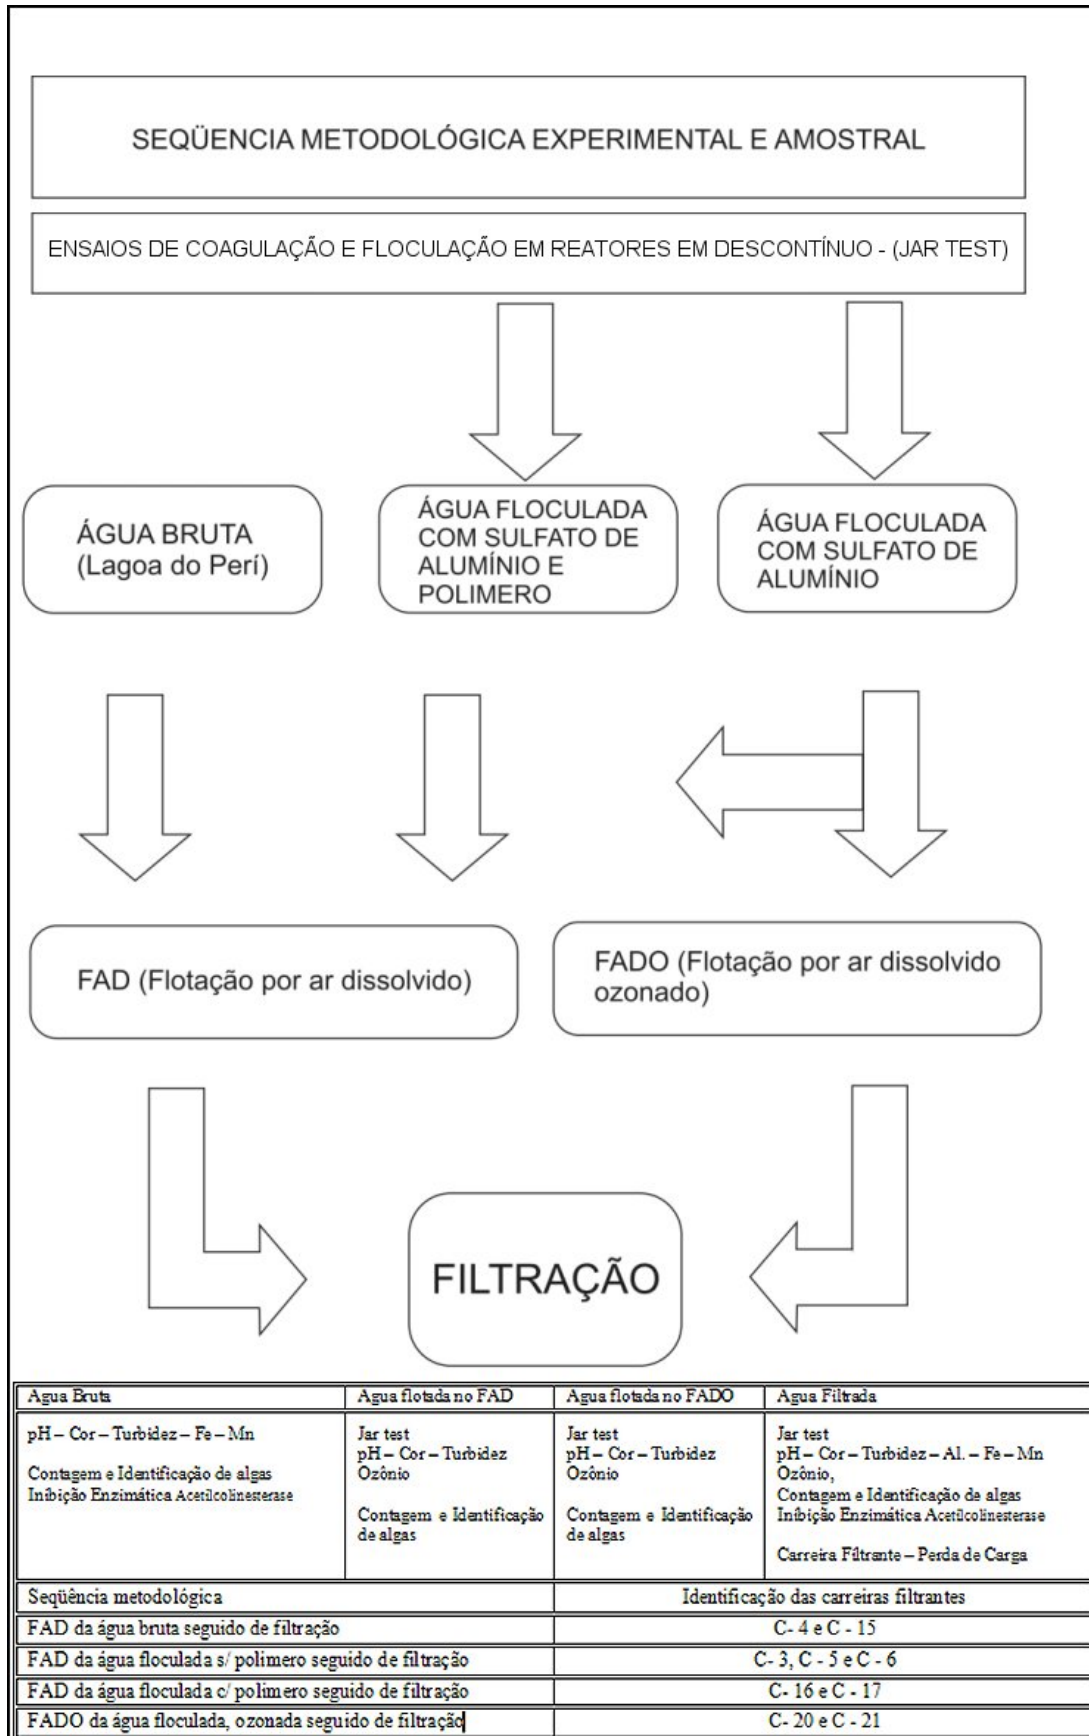 SEQÜENCIA METODOLÓGICA EXPERIMENTAL E AMOSTRAL
ENSAIOS DE COAGULAÇÃO E FLOCULAÇÃO EM REATORES EM DESCONTÍNUO - (JAR TEST)
ÁGUA BRUTA
(Lagoa do Perí)
ÁGUA FLOCULADA
COM SULFATO DE
ALUMÍNIO E
POLIMERO
ÁGUA FLOCULADA
COM SULFATO DE
ALUMÍNIO
FAD (Flotação por ar dissolvido)
FADO (Flotação por ar dissolvido
ozonado)
FILTRAÇÃO
Agua Bruta
Agua flotada no FAD
Agua flotada no FADO
Agua Filtrada
pH – Cor – Turbidez – Fe – Mn
Contagem e Identificação de algas
Inibição Enzimática Acetilcolinesterase
Jar test
pH – Cor – Turbidez
Ozônio
Contagem e Identificação
de algas
Jar test
pH – Cor – Turbidez
Ozônio
Contagem e Identificação
de algas
Jar test
pH – Cor – Turbidez – Al. – Fe – Mn
Ozônio,
Contagem e Identificação de algas
Inibição Enzimática Acetilcolinesterase
Carreira Filtrante – Perda de Carga
Seqüência metodológica
Identificação das carreiras filtrantes
FAD da água bruta seguido de filtração
C- 4 e C - 15
FAD da água floculada s/ polimero seguido de filtração
C- 3, C - 5 e C - 6
FAD da água floculada c/ polimero seguido de filtração
C- 16 e C - 17
FADO da água floculada, ozonada seguido de filtração
C- 20 e C - 21